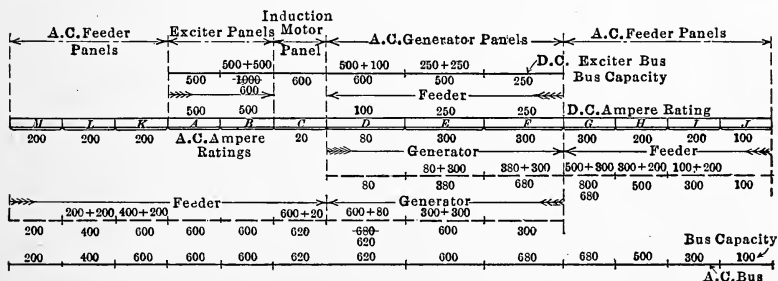 A.C.Feeder Panels
Exciter Panels
Induction Motor Panel
A.C.Generator Panels
A.C.Feeder Panels
500+500 500+100 250+250 D.C. Exciter Bus
500 1000 600 600 500 250 Bus Capacity
600
Feeder
500 500 100 250 250 D.C.Ampere Rating
M L K A B C D E F G H I J
200 200 200 A.C.Ampere Ratings 20 80 300 300 300 200 200 100
Generator Feeder
80+300 380+300 500+300 300+200 100+200
80 380 680 800 500 300 100
680
Feeder Generator
200+200 400+200 600+20 600+80 300+300
200 400 600 600 600 620 680 600 300
620
Bus Capacity
200 400 600 600 600 620 620 600 680 680 500 300 100
A.C.Bus